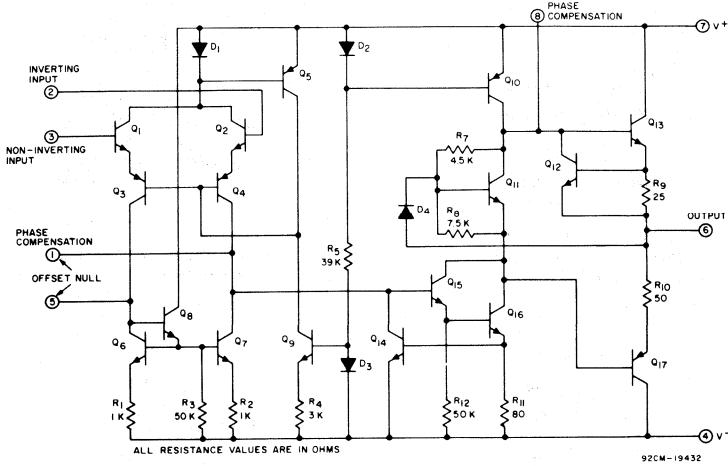 PHASE
COMPENSATION
8
7 V+
D1
D2
Q5
Q10
INVERTING
INPUT
2
Q1
Q2
3
NON-INVERTING
INPUT
R7
4.5 K
Q13
Q12
Q3
Q4
Q11
R9
25
D4
R8
7.5 K
OUTPUT
6
PHASE
COMPENSATION
1
R5
39 K
OFFSET NULL
5
R10
50
Q15
Q8
Q16
Q6
Q7
Q9
Q14
Q17
D3
R1
1 K
R3
50 K
R2
1 K
R4
3 K
R12
50 K
R11
80
4 V-
ALL RESISTANCE VALUES ARE IN OHMS
92CM-19432